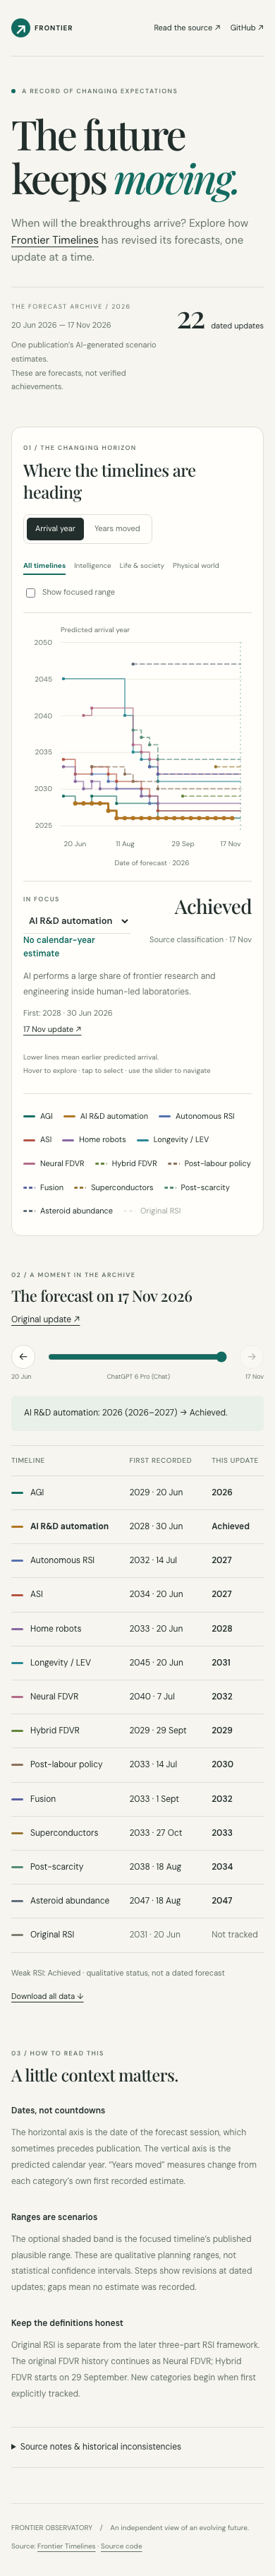 FRONTIER
Read the source ↗ GitHub ↗
A RECORD OF CHANGING EXPECTATIONS
The future
keeps moving.
When will the breakthroughs arrive? Explore how
Frontier Timelines has revised its forecasts, one
update at a time.
THE FORECAST ARCHIVE / 2026
20 Jun 2026 — 17 Nov 2026
One publication’s AI-generated scenario
estimates.
These are forecasts, not verified
achievements.
22 dated updates
01 / THE CHANGING HORIZON
Where the timelines are
heading
Arrival year Years moved
All timelines Intelligence Life & society Physical world
Show focused range
Predicted arrival year
2050
2045
2040
2035
2030
2025
20 Jun 11 Aug 29 Sep 17 Nov
Date of forecast · 2026
IN FOCUS
AI R&D automation
Achieved
No calendar-year
estimate
Source classification · 17 Nov
AI performs a large share of frontier research and
engineering inside human-led laboratories.
First: 2028 · 30 Jun 2026
17 Nov update ↗
Lower lines mean earlier predicted arrival.
Hover to explore · tap to select · use the slider to navigate
AGI AI R&D automation Autonomous RSI
ASI Home robots Longevity / LEV
Neural FDVR Hybrid FDVR Post-labour policy
Fusion Superconductors Post-scarcity
Asteroid abundance Original RSI
02 / A MOMENT IN THE ARCHIVE
The forecast on 17 Nov 2026
Original update ↗
← →
20 Jun ChatGPT 6 Pro (Chat) 17 Nov
AI R&D automation: 2026 (2026–2027) → Achieved.
TIMELINE FIRST RECORDED THIS UPDATE
AGI 2029 · 20 Jun 2026
AI R&D automation 2028 · 30 Jun Achieved
Autonomous RSI 2032 · 14 Jul 2027
ASI 2034 · 20 Jun 2027
Home robots 2033 · 20 Jun 2028
Longevity / LEV 2045 · 20 Jun 2031
Neural FDVR 2040 · 7 Jul 2032
Hybrid FDVR 2029 · 29 Sept 2029
Post-labour policy 2033 · 14 Jul 2030
Fusion 2033 · 1 Sept 2032
Superconductors 2033 · 27 Oct 2033
Post-scarcity 2038 · 18 Aug 2034
Asteroid abundance 2047 · 18 Aug 2047
Original RSI 2031 · 20 Jun Not tracked
Weak RSI: Achieved · qualitative status, not a dated forecast
Download all data ↓
03 / HOW TO READ THIS
A little context matters.
Dates, not countdowns
The horizontal axis is the date of the forecast session, which
sometimes precedes publication. The vertical axis is the
predicted calendar year. “Years moved” measures change from
each category’s own first recorded estimate.
Ranges are scenarios
The optional shaded band is the focused timeline’s published
plausible range. These are qualitative planning ranges, not
statistical confidence intervals. Steps show revisions at dated
updates; gaps mean no estimate was recorded.
Keep the definitions honest
Original RSI is separate from the later three-part RSI framework.
The original FDVR history continues as Neural FDVR; Hybrid
FDVR starts on 29 September. New categories begin when first
explicitly tracked.
Source notes & historical inconsistencies
FRONTIER OBSERVATORY / An independent view of an evolving future.
Source: Frontier Timelines · Source code